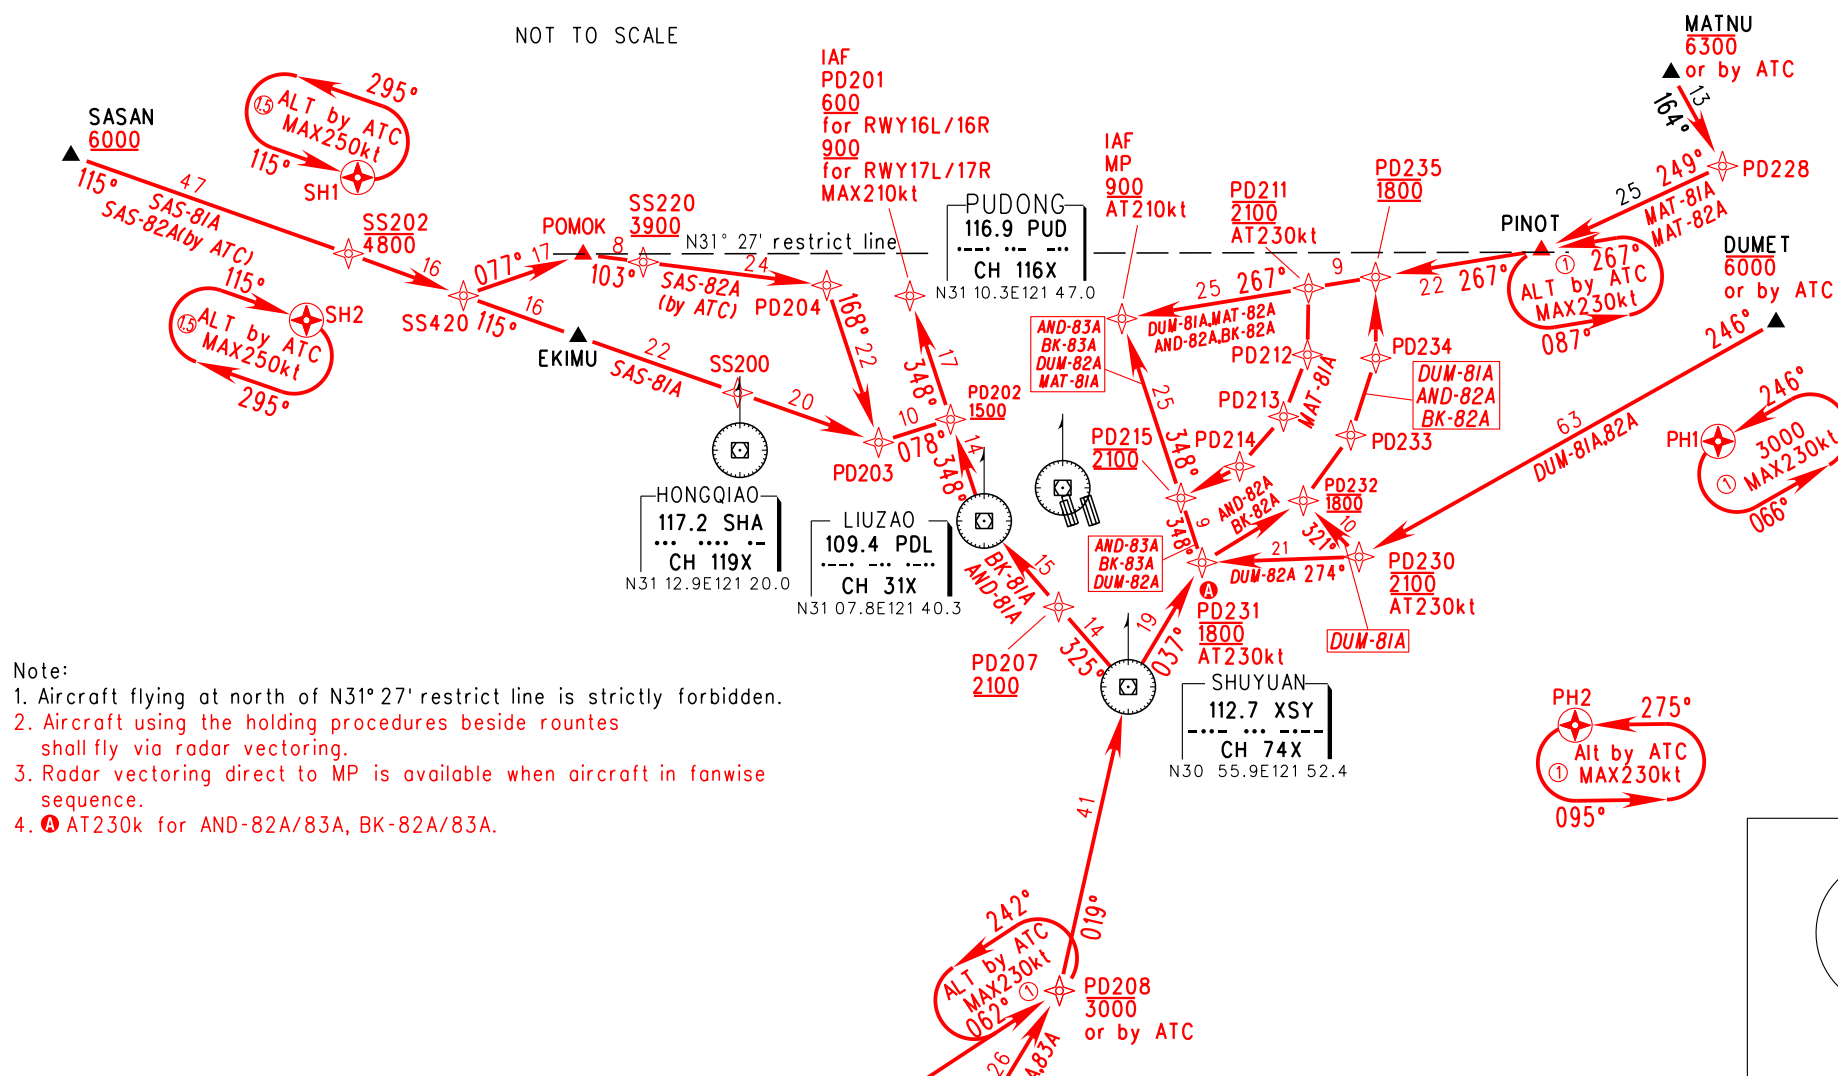 NOT TO SCALE
SASAN
6000
115°
47
SAS-81A
SAS-82A(by ATC)
295°
1.5
ALT by ATC
MAX250kt
115°
SH1
SS202
4800
115°
SH2
1.5
ALT by ATC
MAX250kt
295°
16
SS420
077°
17
POMOK
8
103°
SS220
3900
N31° 27' restrict line
24
SAS-82A
(by ATC)
PD204
168°
22
115°
16
EKIMU
22
SAS-81A
SS200
20
PD203
10
078°
PD202
1500
17
348°
14
348°
IAF
PD201
600
for RWY16L/16R
900
for RWY17L/17R
MAX210kt
PUDONG
116.9 PUD
CH 116X
N31 10.3E121 47.0
HONGQIAO
117.2 SHA
CH 119X
N31 12.9E121 20.0
LIUZAO
109.4 PDL
CH 31X
N31 07.8E121 40.3
IAF
MP
900
AT210kt
AND-83A
BK-83A
DUM-82A
MAT-81A
25
348°
PD211
2100
AT230kt
25
267°
DUM-81A,MAT-82A
AND-82A,BK-82A
9
PD235
1800
22
267°
PINOT
MATNU
6300
or by ATC
13
164°
PD228
249°
25
MAT-81A
MAT-82A
1
267°
ALT by ATC
MAX230kt
087°
DUMET
6000
or by ATC
246°
63
DUM-81A,82A
PD212
PD213
MAT-81A
PD214
PD215
2100
PD234
DUM-81A
AND-82A
BK-82A
PD233
PD232
1800
AND-82A
BK-82A
9
348°
AND-83A
BK-83A
DUM-82A
21
DUM-82A 274°
10
321°
PD230
2100
AT230kt
DUM-81A
A
PD231
1800
AT230kt
246°
PH1
3000
1
MAX230kt
066°
BK-81A
AND-81A
15
PD207
2100
14
325°
19
037°
SHUYUAN
112.7 XSY
CH 74X
N30 55.9E121 52.4
PH2
275°
Alt by ATC
1
MAX230kt
095°
41
019°
242°
ALT by ATC
MAX230kt
1
062°
PD208
3000
or by ATC
26
,83A
Note:
1. Aircraft flying at north of N31° 27' restrict line is strictly forbidden.
2. Aircraft using the holding procedures beside rountes
shall fly via radar vectoring.
3. Radar vectoring direct to MP is available when aircraft in fanwise
sequence.
4. A AT230k for AND-82A/83A, BK-82A/83A.